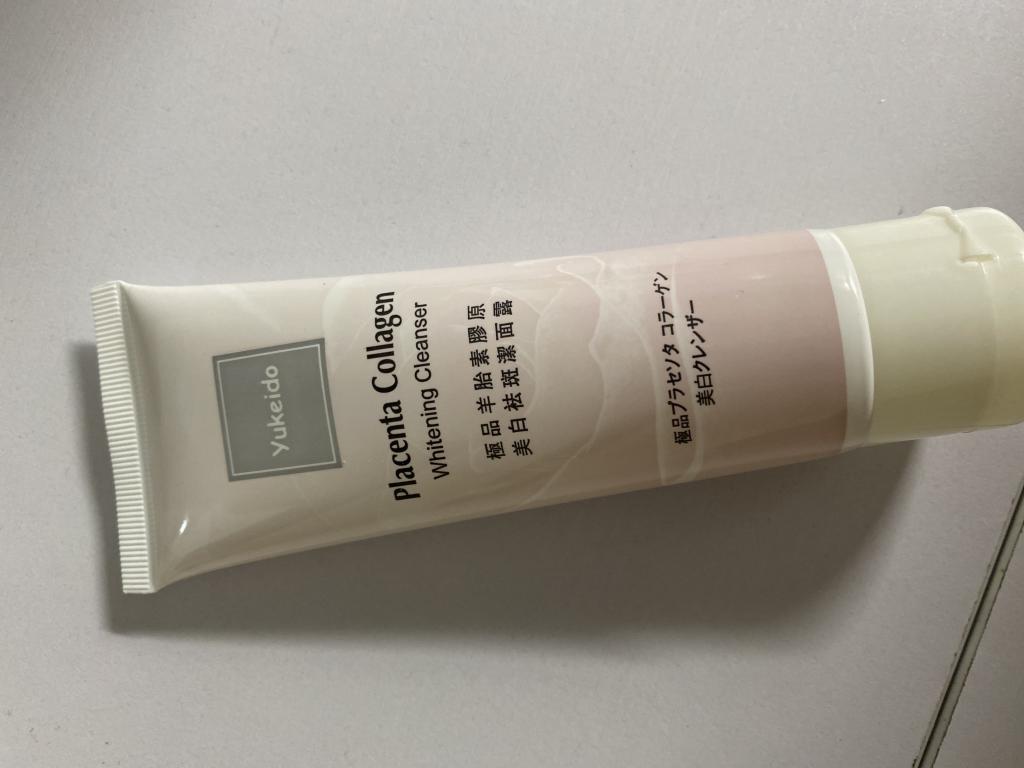 Yukeido
Placenta Collagen
Whitening Cleanser
極品羊胎素膠原
美白祛斑潔面露
極品プラセンタ コラーゲン
美白クレンザー